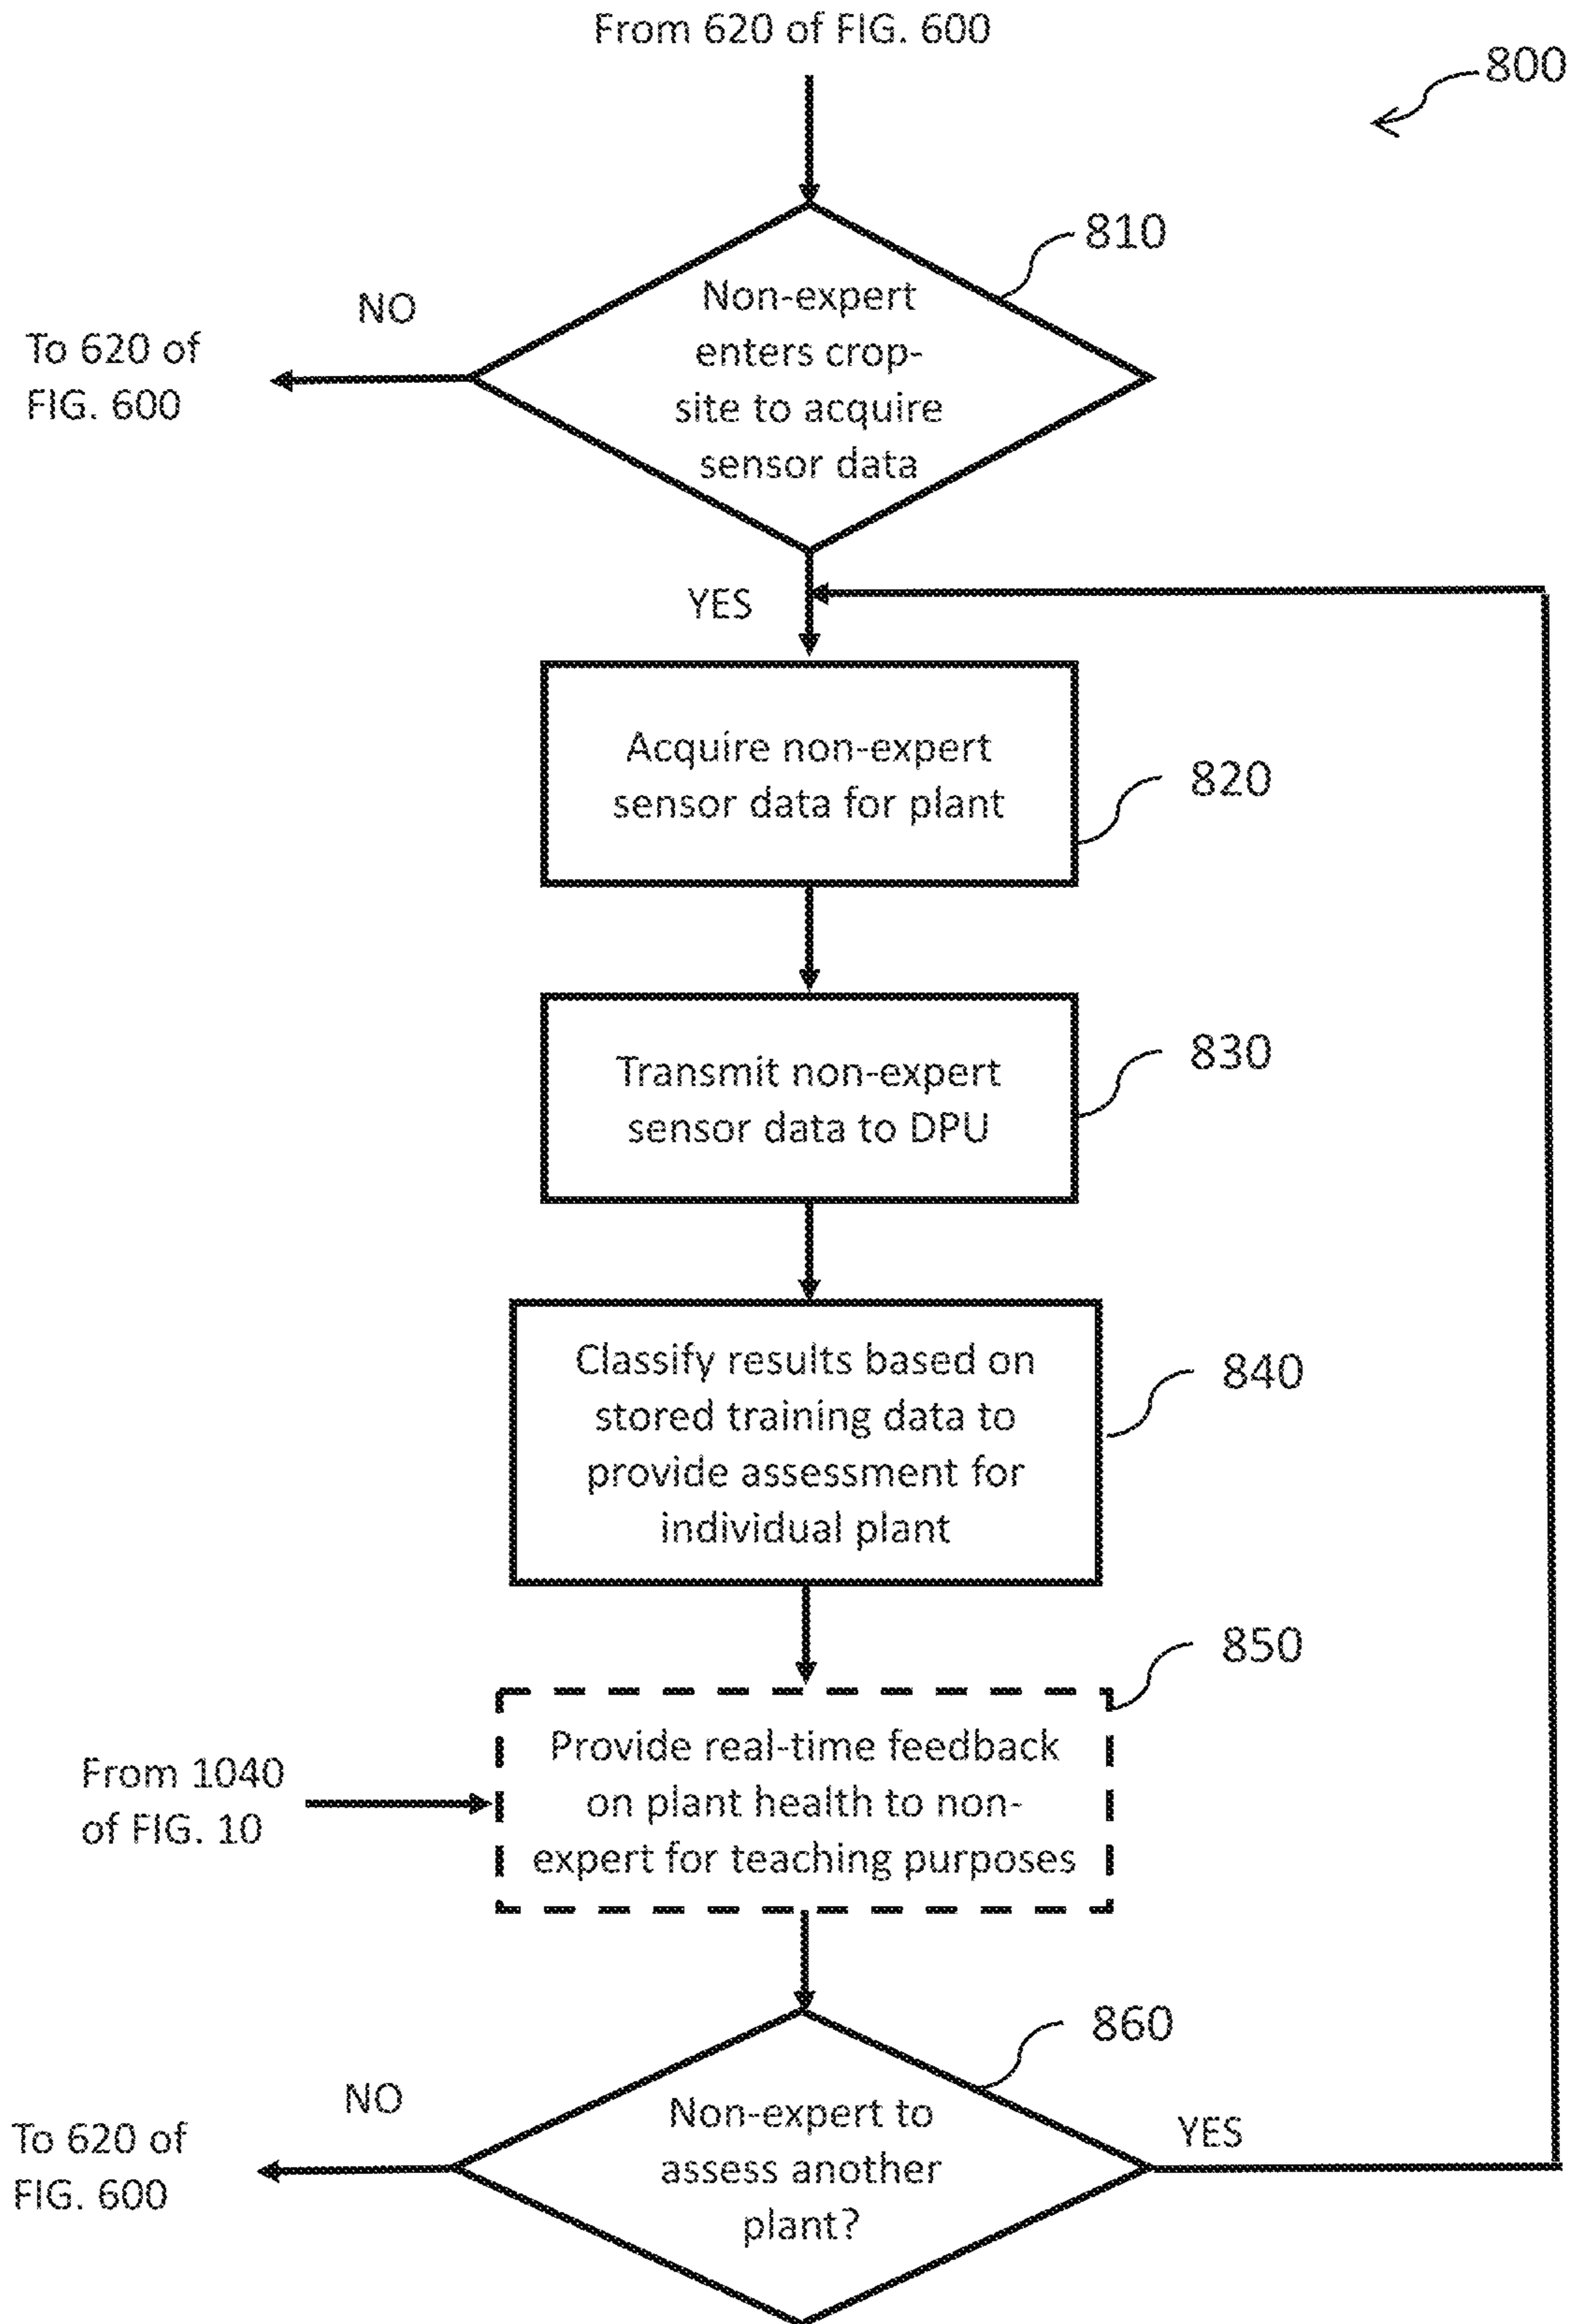 From 620 of FIG. 600
800
810
Non-expert
enters crop-
site to acquire
sensor data
NO
To 620 of
FIG. 600
YES
Acquire non-expert
sensor data for plant
820
Transmit non-expert
sensor data to DPU
830
Classify results based on
stored training data to
provide assessment for
individual plant
840
850
Provide real-time feedback
on plant health to non-
expert for teaching purposes
From 1040
of FIG. 10
860
Non-expert to
assess another
plant?
NO
To 620 of
FIG. 600
YES